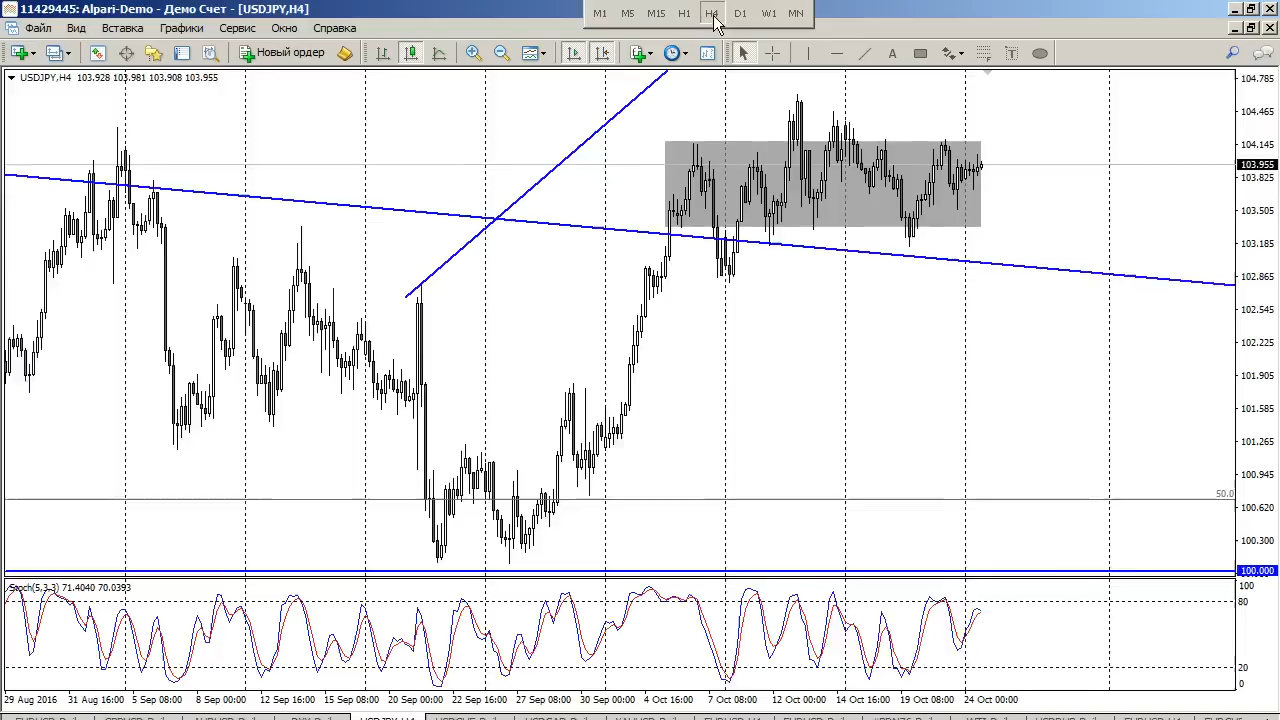 11429445: Alpari-Demo - Демо Счет - [USDJPY,H4]
M1 M5 M15 H1 H4 D1 W1 MN
Файл Вид Вставка Графики Сервис Окно Справка
Новый ордер
A T
USDJPY,H4 103.928 103.981 103.908 103.955
104.785
104.465
104.145
103.955
103.825
103.505
103.185
102.865
102.545
102.225
101.905
101.585
101.265
100.945
50.0
100.620
100.300
100.000
Stoch(5,3,3) 71.4040 70.0393
100
80
20
0
29 Aug 2016 31 Aug 16:00 5 Sep 08:00 8 Sep 00:00 12 Sep 16:00 15 Sep 08:00 20 Sep 00:00 22 Sep 16:00 27 Sep 08:00 30 Sep 00:00 4 Oct 16:00 7 Oct 08:00 12 Oct 00:00 14 Oct 16:00 19 Oct 08:00 24 Oct 00:00